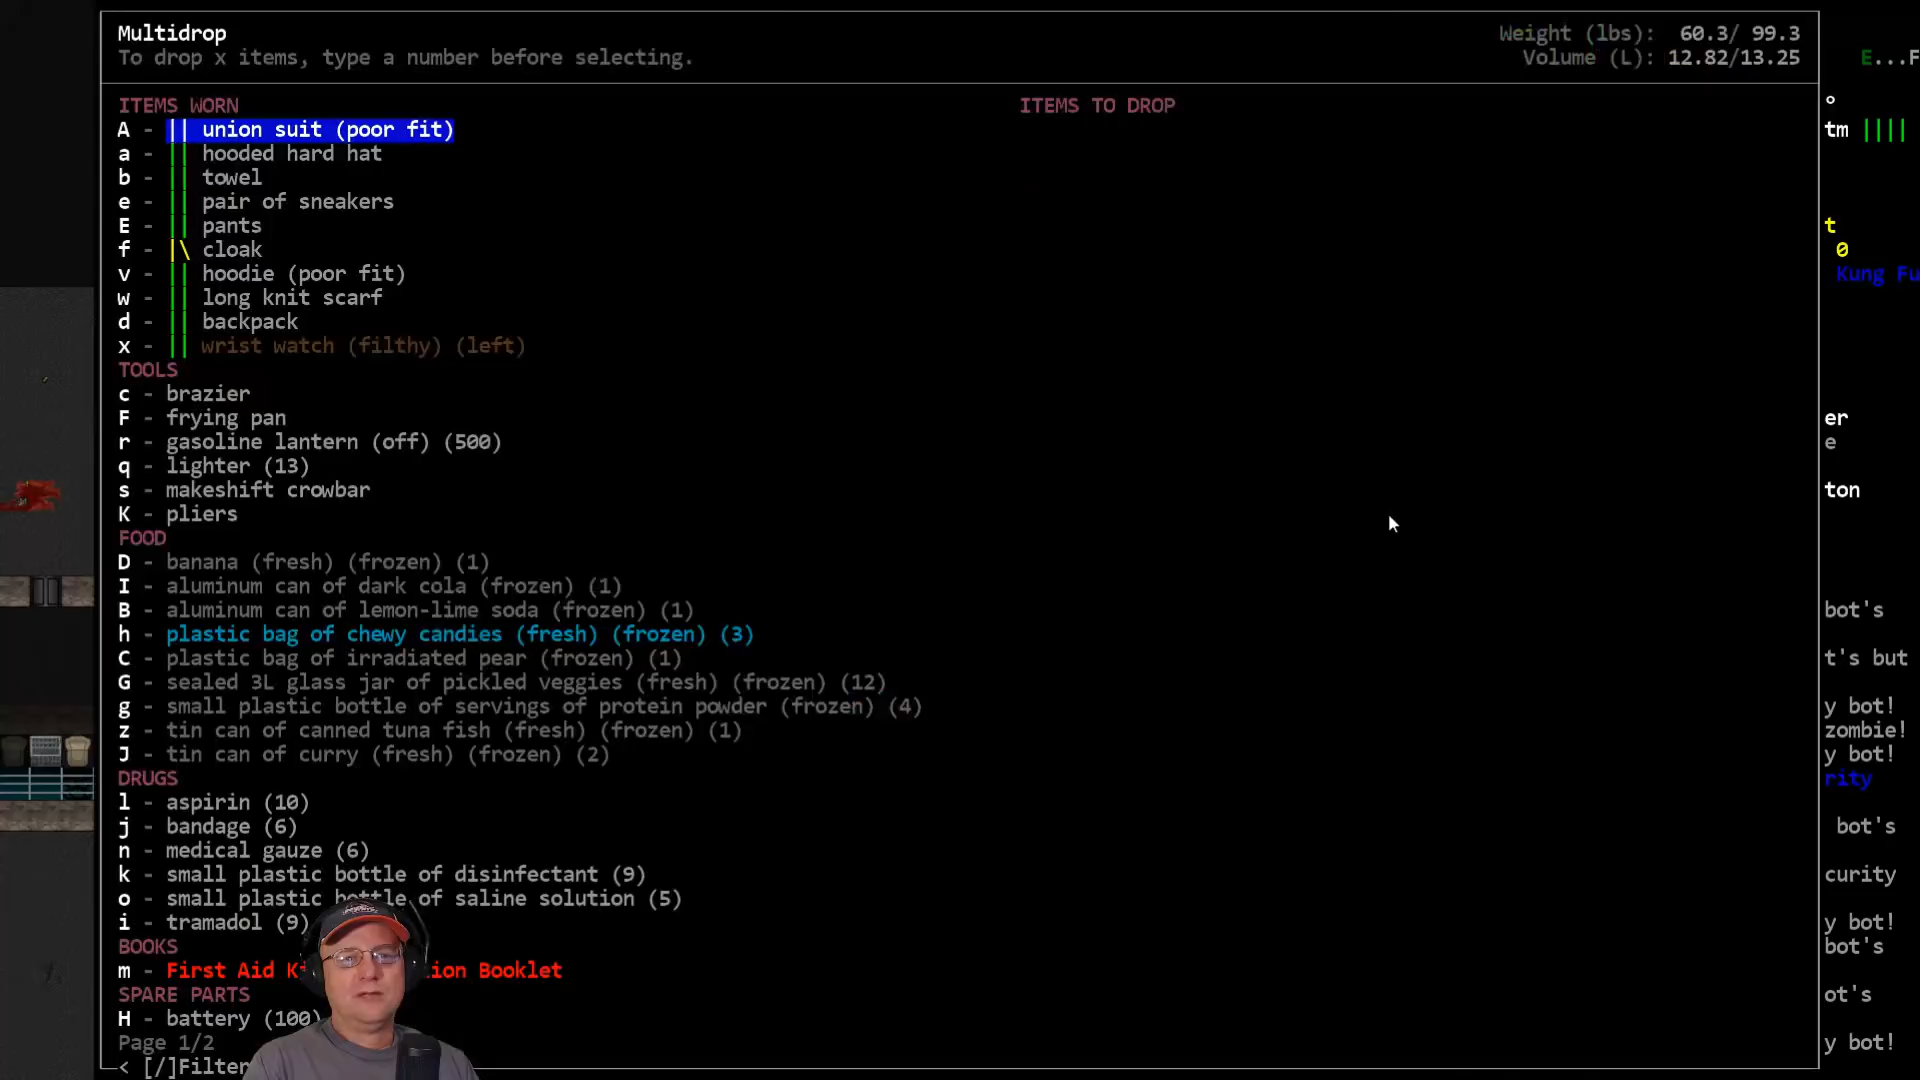 Multidrop
To drop x items, type a number before selecting.
Weight (lbs): 60.3/ 99.3
Volume (L): 12.82/13.25
ITEMS WORN
A - || union suit (poor fit)
a - || hooded hard hat
b - || towel
e - || pair of sneakers
E - || pants
f - |\ cloak
v - || hoodie (poor fit)
w - || long knit scarf
d - || backpack
x - || wrist watch (filthy) (left)
TOOLS
c - brazier
F - frying pan
r - gasoline lantern (off) (500)
q - lighter (13)
s - makeshift crowbar
K - pliers
FOOD
D - banana (fresh) (frozen) (1)
I - aluminum can of dark cola (frozen) (1)
B - aluminum can of lemon-lime soda (frozen) (1)
h - plastic bag of chewy candies (fresh) (frozen) (3)
C - plastic bag of irradiated pear (frozen) (1)
G - sealed 3L glass jar of pickled veggies (fresh) (frozen) (12)
g - small plastic bottle of servings of protein powder (frozen) (4)
z - tin can of canned tuna fish (fresh) (frozen) (1)
J - tin can of curry (fresh) (frozen) (2)
DRUGS
l - aspirin (10)
j - bandage (6)
n - medical gauze (6)
k - small plastic bottle of disinfectant (9)
o - small plastic bottle of saline solution (5)
i - tramadol (9)
BOOKS
m - First Aid K ion Booklet
SPARE PARTS
H - battery (100)
Page 1/2
< [/]Filter
ITEMS TO DROP
E...F
tm ||||
t
0
Kung Fu
er
e
ton
bot's
t's but
y bot!
zombie!
y bot!
rity
bot's
curity
y bot!
bot's
ot's
y bot!